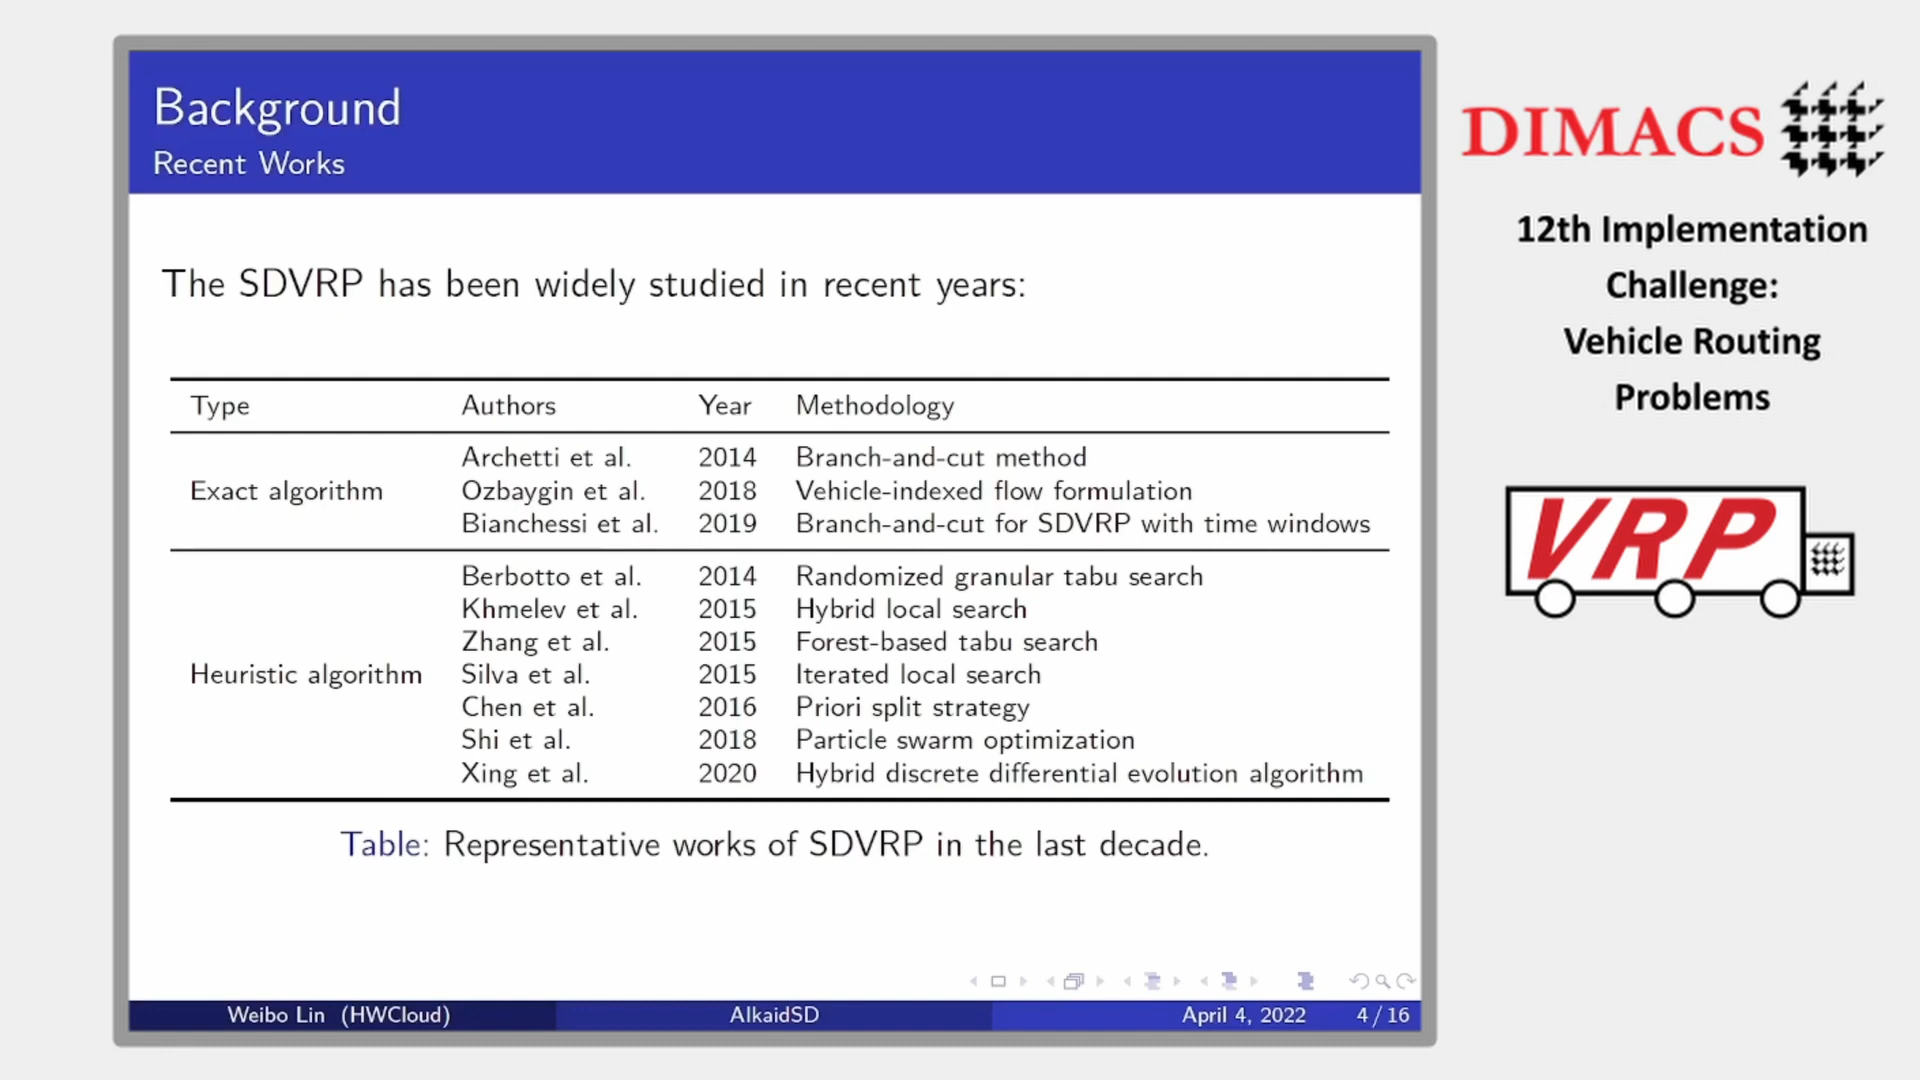 Background
Recent Works
The SDVRP has been widely studied in recent years:
Type Authors Year Methodology
Archetti et al. 2014 Branch-and-cut method
Exact algorithm Ozbaygin et al. 2018 Vehicle-indexed flow formulation
Bianchessi et al. 2019 Branch-and-cut for SDVRP with time windows
Berbotto et al. 2014 Randomized granular tabu search
Khmelev et al. 2015 Hybrid local search
Zhang et al. 2015 Forest-based tabu search
Heuristic algorithm Silva et al. 2015 Iterated local search
Chen et al. 2016 Priori split strategy
Shi et al. 2018 Particle swarm optimization
Xing et al. 2020 Hybrid discrete differential evolution algorithm
Table: Representative works of SDVRP in the last decade.
Weibo Lin (HWCloud) AlkaidSD April 4, 2022 4 / 16
DIMACS
12th Implementation
Challenge:
Vehicle Routing
Problems
VRP